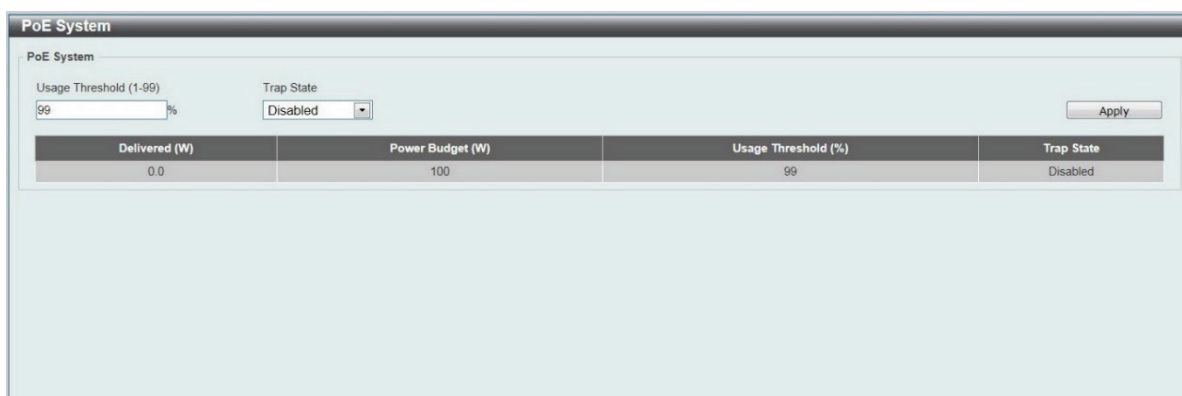 PoE System
PoE System
Usage Threshold (1-99) Trap State
99 % Disabled Apply
Delivered (W) Power Budget (W) Usage Threshold (%) Trap State
0.0 100 99 Disabled